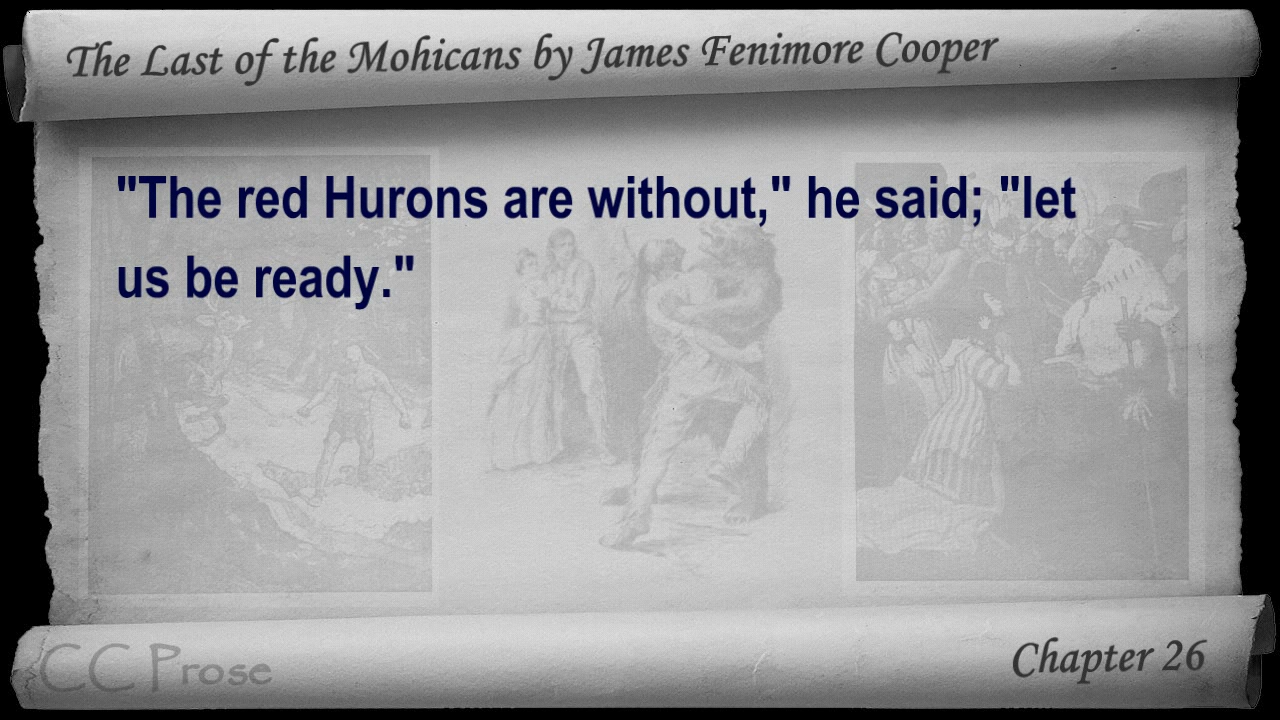 The Last of the Mohicans by James Fenimore Cooper
"The red Hurons are without," he said; "let
us be ready."
CC Prose
Chapter 26